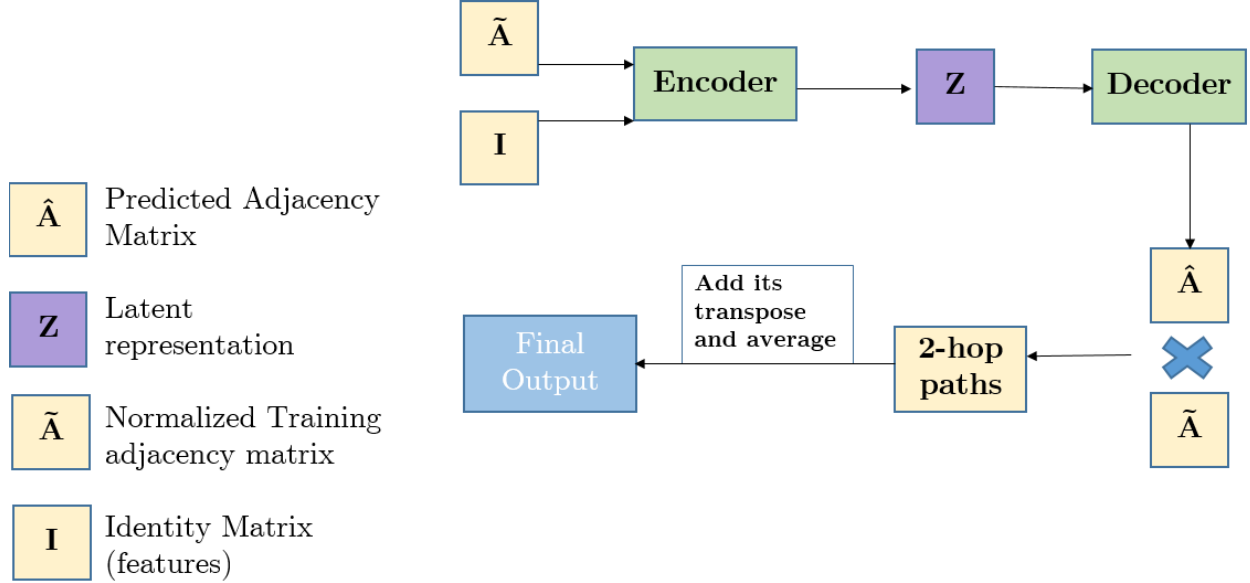 Ã
I
Encoder
Z
Decoder
Â
Predicted Adjacency
Matrix
Z
Latent
representation
Ã
Normalized Training
adjacency matrix
I
Identity Matrix
(features)
Â
Ã
2-hop
paths
Add its
transpose
and average
Final
Output